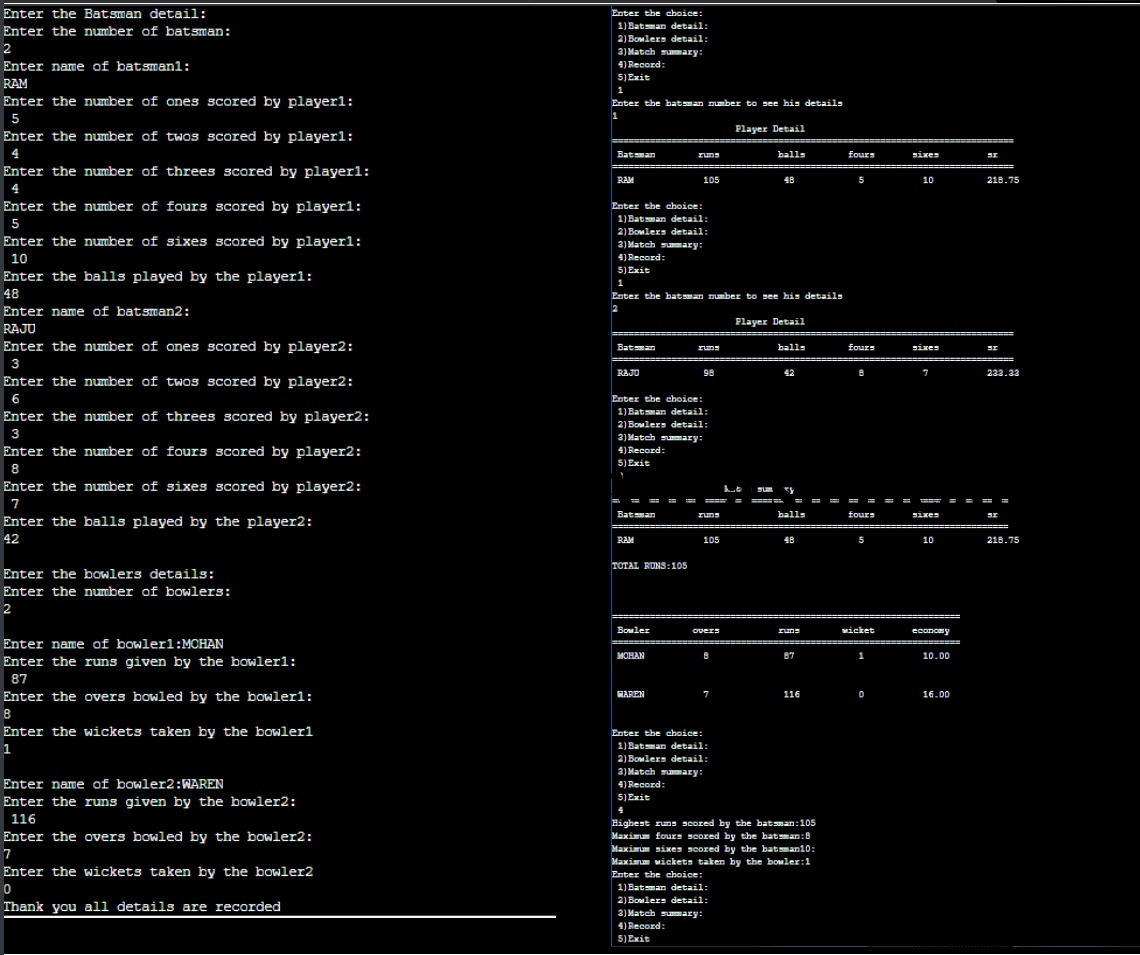 Enter the Batsman detail:
Enter the number of batsman:
2
Enter name of batsman1:
RAM
Enter the number of ones scored by player1:
5
Enter the number of twos scored by player1:
4
Enter the number of threes scored by player1:
4
Enter the number of fours scored by player1:
5
Enter the number of sixes scored by player1:
10
Enter the balls played by the player1:
48
Enter name of batsman2:
RAJU
Enter the number of ones scored by player2:
3
Enter the number of twos scored by player2:
6
Enter the number of threes scored by player2:
3
Enter the number of fours scored by player2:
8
Enter the number of sixes scored by player2:
7
Enter the balls played by the player2:
42
Enter the bowlers details:
Enter the number of bowlers:
2
Enter name of bowler1:MOHAN
Enter the runs given by the bowler1:
87
Enter the overs bowled by the bowler1:
8
Enter the wickets taken by the bowler1
1
Enter name of bowler2:WAREN
Enter the runs given by the bowler2:
116
Enter the overs bowled by the bowler2:
7
Enter the wickets taken by the bowler2
0
Thank you all details are recorded
Enter the choice:
1)Batsman detail:
2)Bowlers detail:
3)Match summary:
4)Record:
5)Exit
1
Enter the batsman number to see his details
1
Player Detail
Batsman runs balls fours sixes sr
RAM 105 48 5 10 218.75
Enter the choice:
1)Batsman detail:
2)Bowlers detail:
3)Match summary:
4)Record:
5)Exit
1
Enter the batsman number to see his details
2
Player Detail
Batsman runs balls fours sixes sr
RAJU 98 42 8 7 233.33
Enter the choice:
1)Batsman detail:
2)Bowlers detail:
3)Match summary:
4)Record:
5)Exit
Batsman runs balls fours sixes sr
RAM 105 48 5 10 218.75
TOTAL RUNS:105
Bowler overs runs wicket economy
MOHAN 8 87 1 10.00
WAREN 7 116 0 16.00
Enter the choice:
1)Batsman detail:
2)Bowlers detail:
3)Match summary:
4)Record:
5)Exit
4
Highest runs scored by the batsman:105
Maximum fours scored by the batsman:8
Maximum sixes scored by the batsman10:
Maximum wickets taken by the bowler:1
Enter the choice:
1)Batsman detail:
2)Bowlers detail:
3)Match summary:
4)Record:
5)Exit